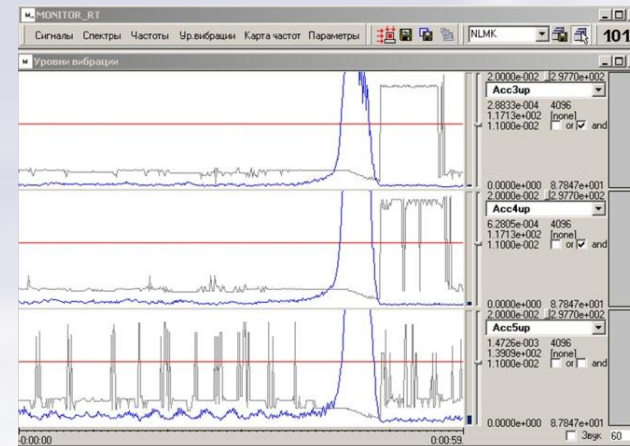 MONITOR_RT
Сигналы Спектры Частоты Ур.вибрации Карта частот Параметры NLMK 101
Уровни вибрации
2.0000e-002 2.9770e+002
Acc3up
2.8833e-004 4096
1.1713e+002 [none]
1.1000e-002 or and
0.0000e+000 8.7847e+001
2.0000e-002 2.9770e+002
Acc4up
6.2805e-004 4096
1.1713e+002 [none]
1.1000e-002 or and
0.0000e+000 8.7847e+001
2.0000e-002 2.9770e+002
Acc5up
1.4726e-003 4096
1.3909e+002 [none]
1.1000e-002 or and
0.0000e+000 8.7847e+001
-0:00:00 0:00:59 Звук 60